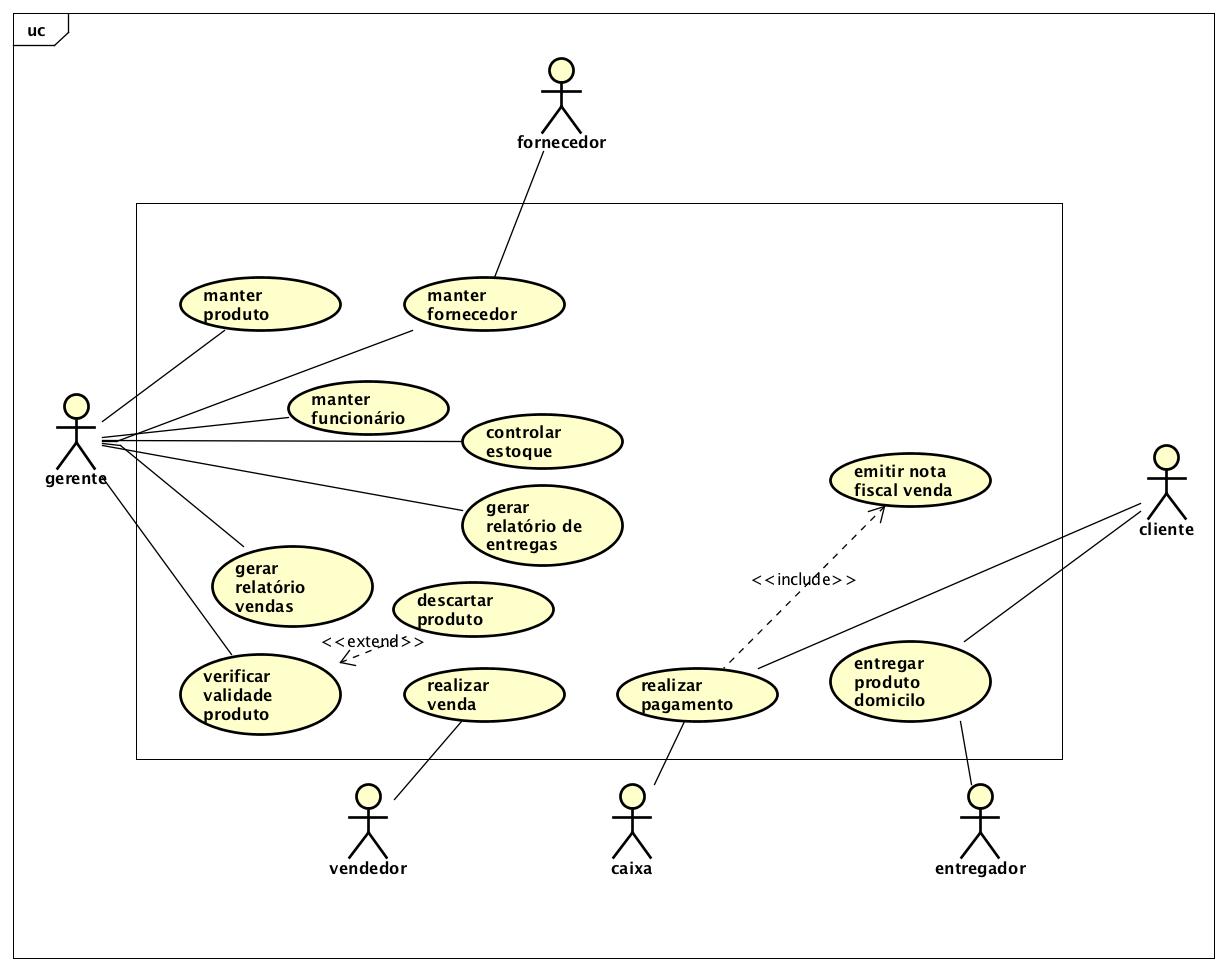 uc
fornecedor
manter
produto
manter
fornecedor
manter
funcionário
controlar
estoque
gerente
emitir nota
fiscal venda
gerar
relatório de
entregas
cliente
gerar
relatório
vendas
<<include>>
descartar
produto
<<extend>>
verificar
validade
produto
realizar
venda
realizar
pagamento
entregar
produto
domicilo
vendedor
caixa
entregador